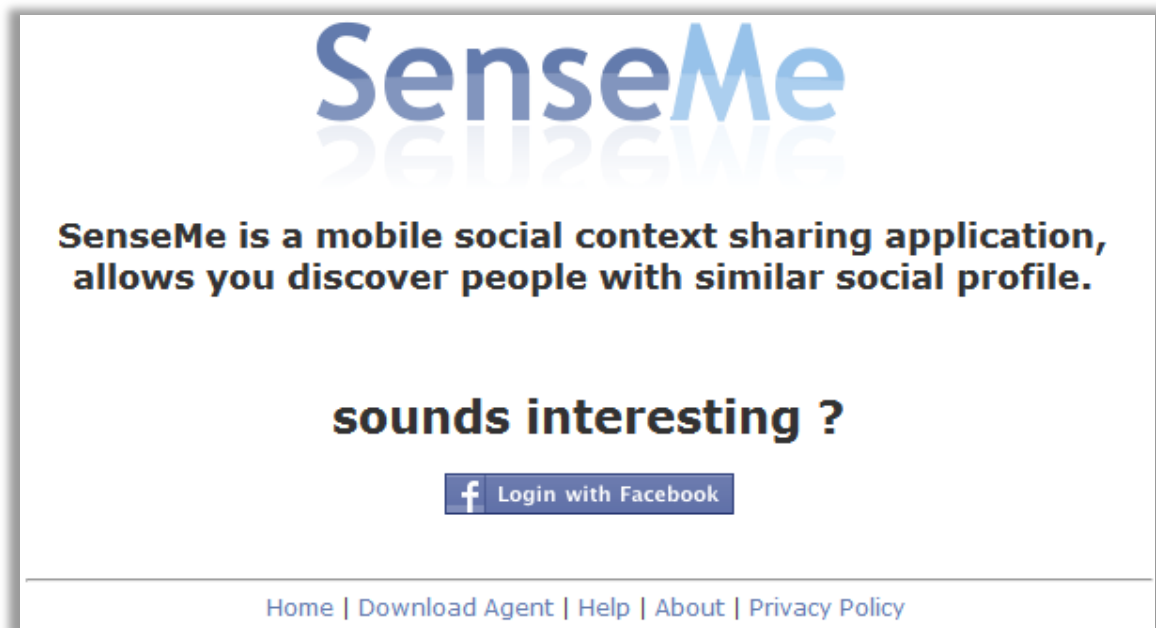 SenseMe
SenseMe is a mobile social context sharing application,
allows you discover people with similar social profile.
sounds interesting ?
f Login with Facebook
Home | Download Agent | Help | About | Privacy Policy